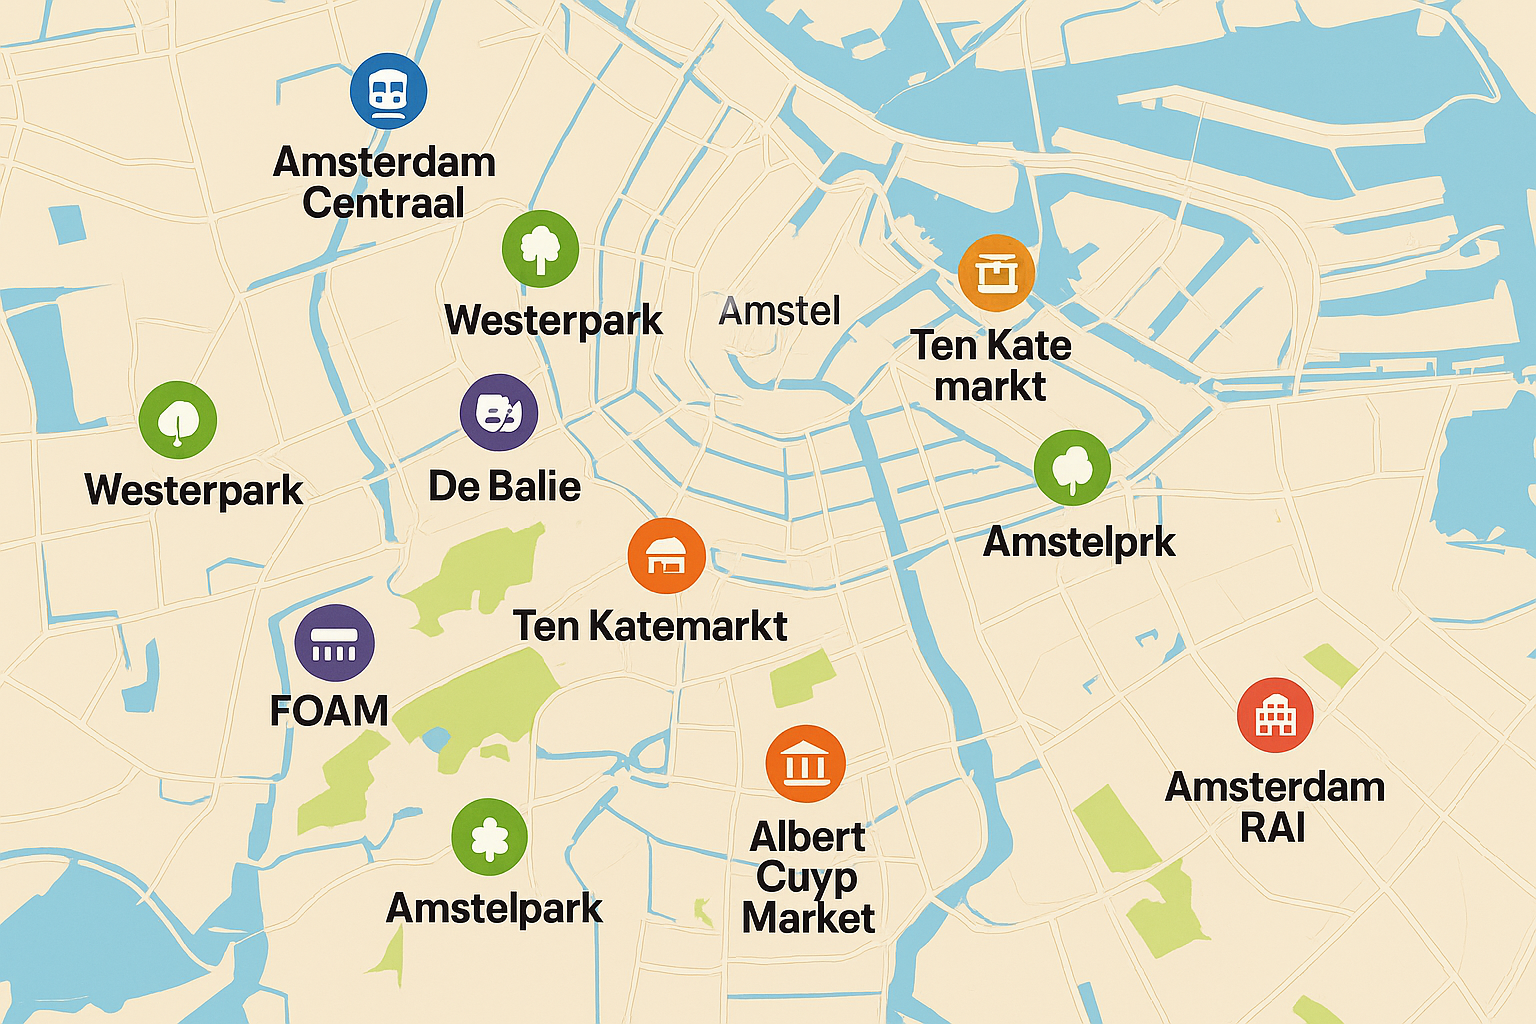 Amsterdam
Centraal
Westerpark
Amstel
Ten Kate
markt
Westerpark
De Balie
Amstelprk
Ten Katemarkt
FOAM
Amsterdam
RAI
Albert
Cuyp
Market
Amstelpark